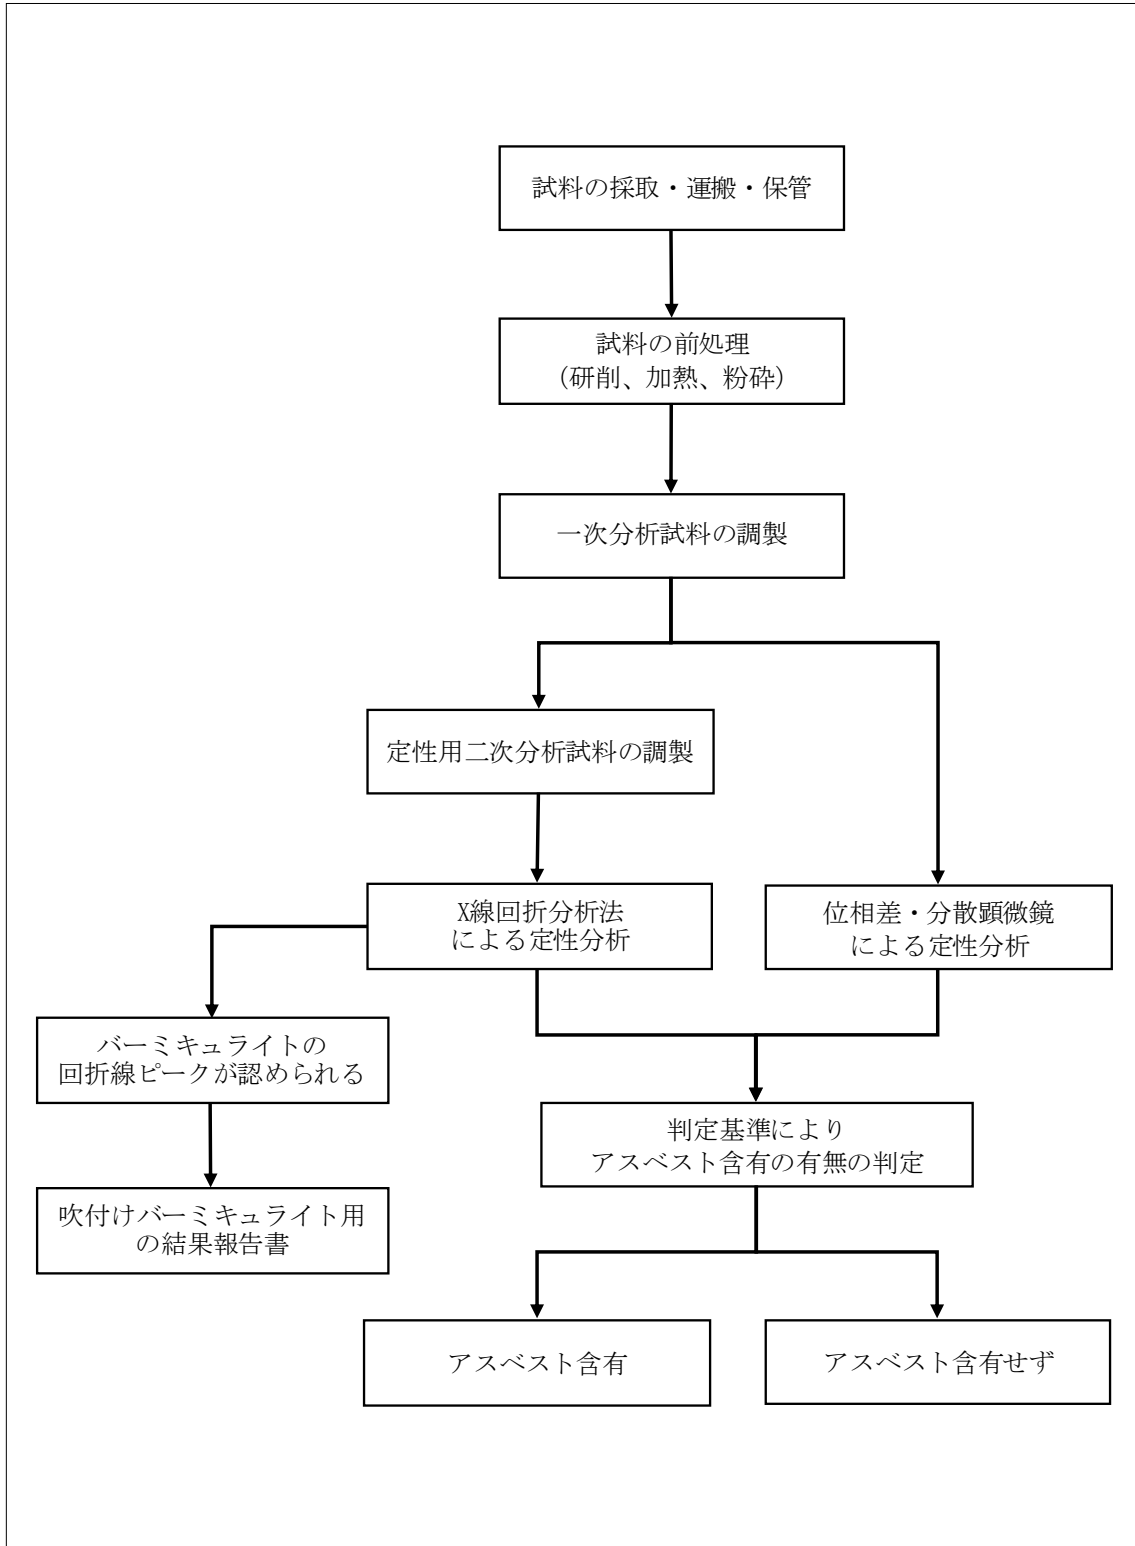 試料の採取・運搬・保管
試料の前処理
（研削、加熱、粉砕）
一次分析試料の調製
定性用二次分析試料の調製
X線回折分析法
による定性分析
位相差・分散顕微鏡
による定性分析
バーミキュライトの
回折線ピークが認められる
判定基準により
アスベスト含有の有無の判定
吹付けバーミキュライト用
の結果報告書
アスベスト含有
アスベスト含有せず